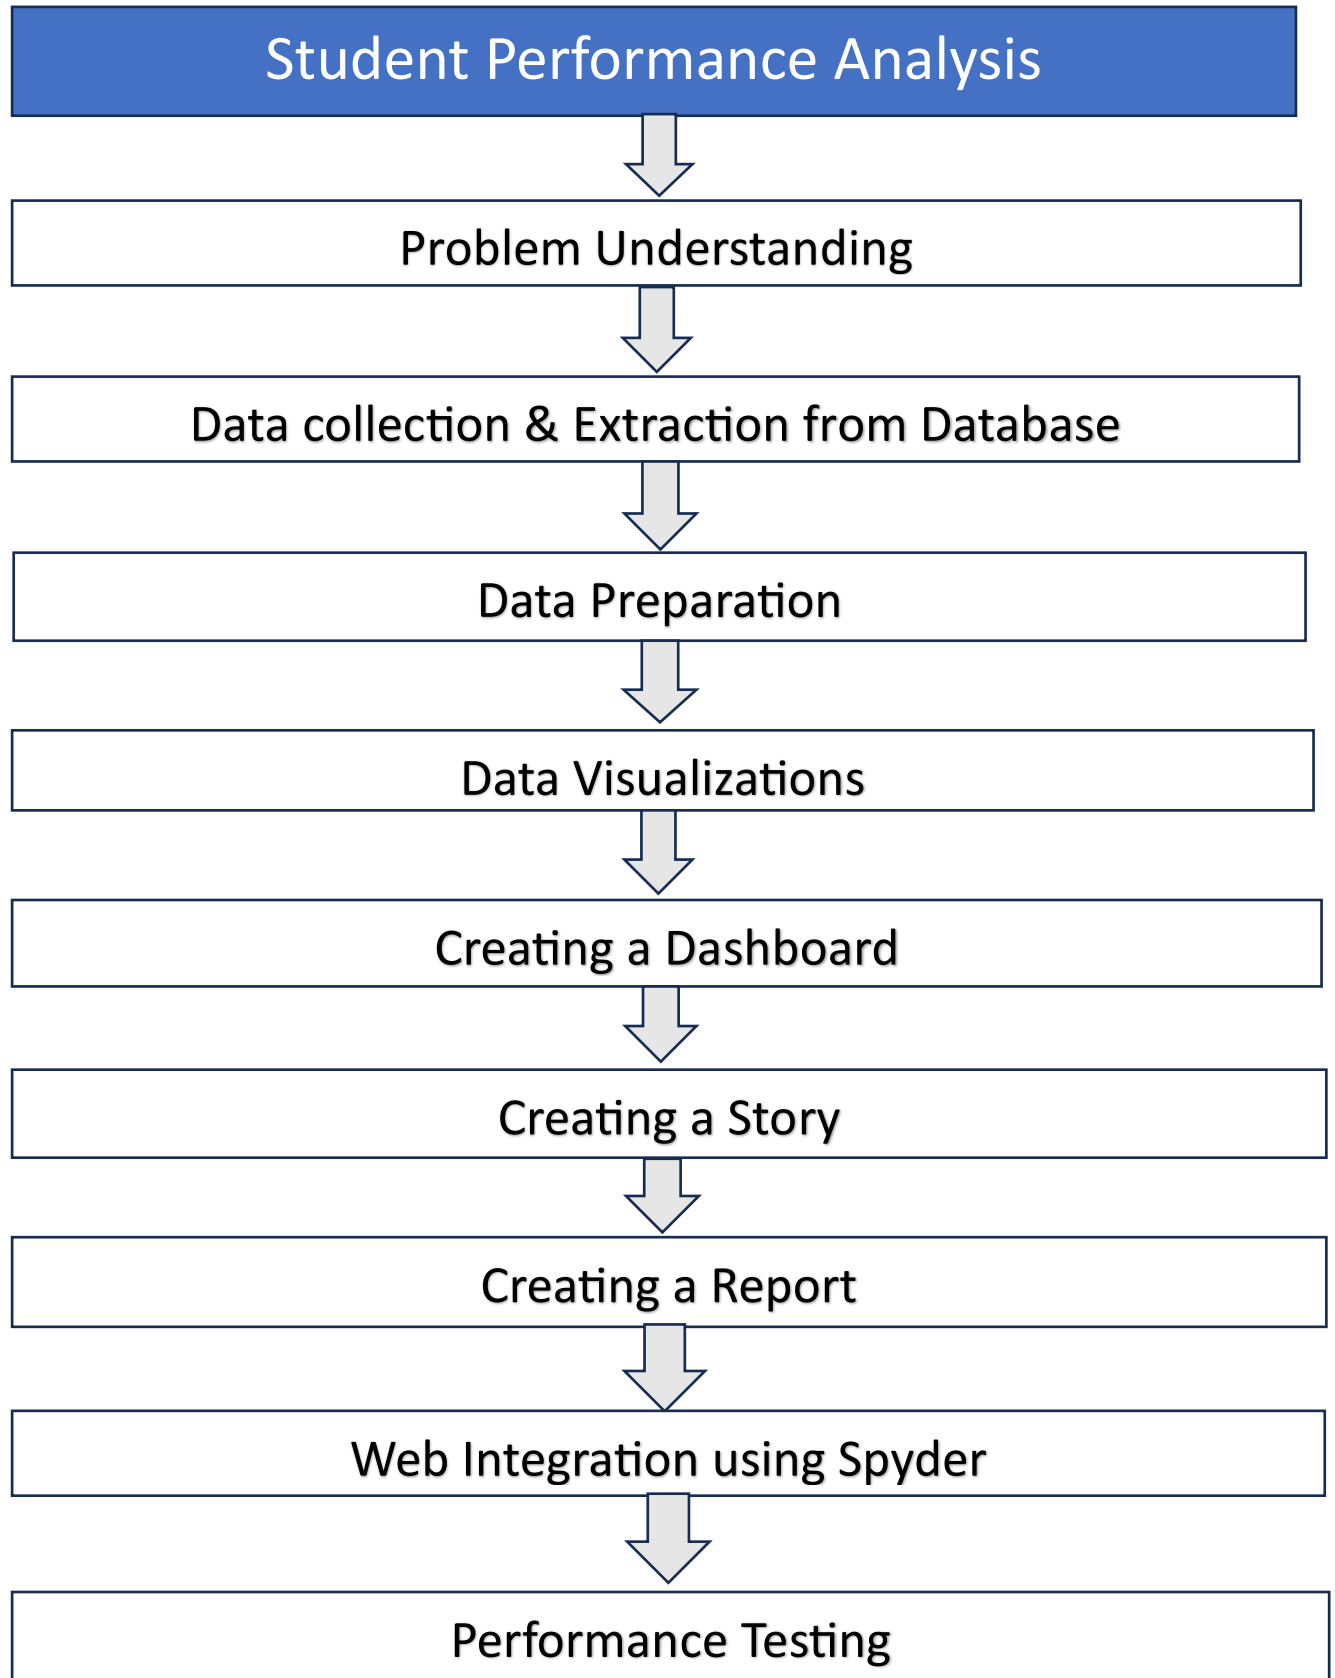 Student Performance Analysis
Problem Understanding
Data collection & Extraction from Database
Data Preparation
Data Visualizations
Creating a Dashboard
Creating a Story
Creating a Report
Web Integration using Spyder
Performance Testing